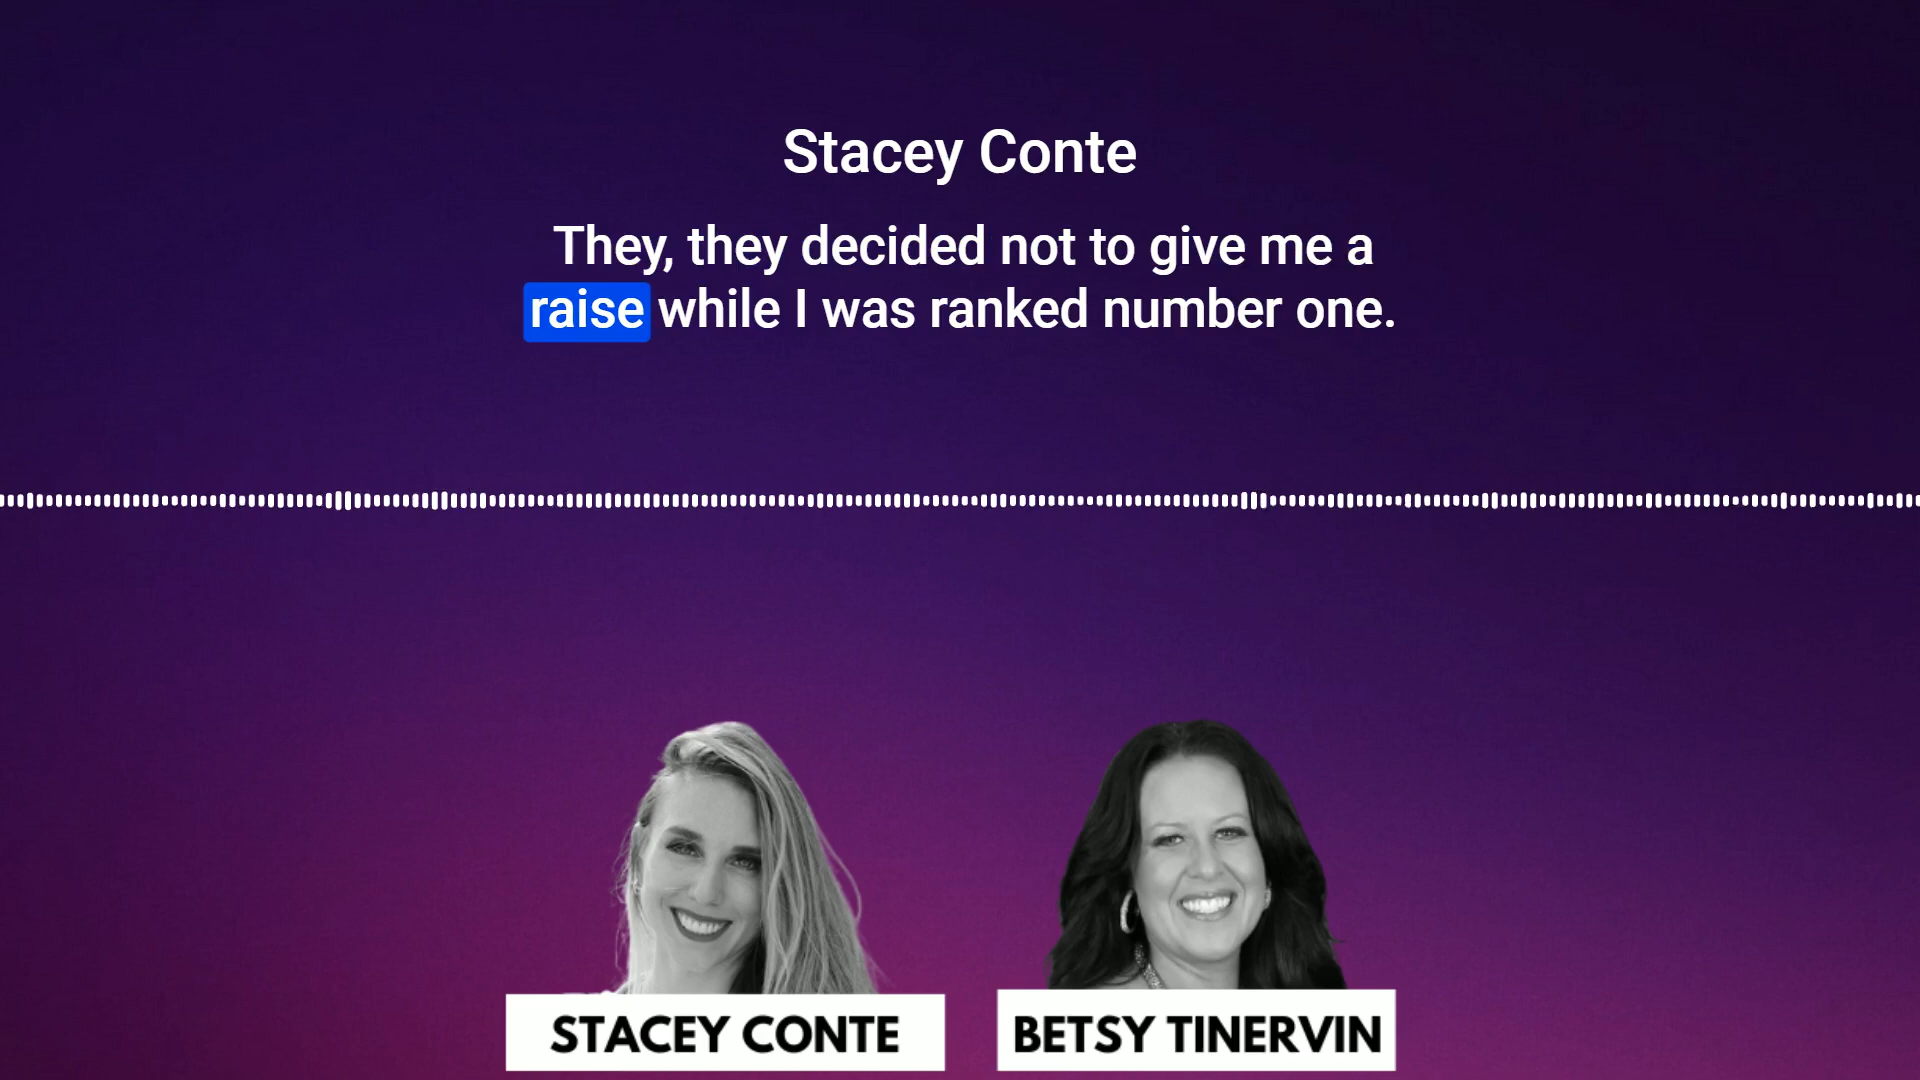 Stacey Conte
They, they decided not to give me a
raise while I was ranked number one.
STACEY CONTE
BETSY TINERVIN